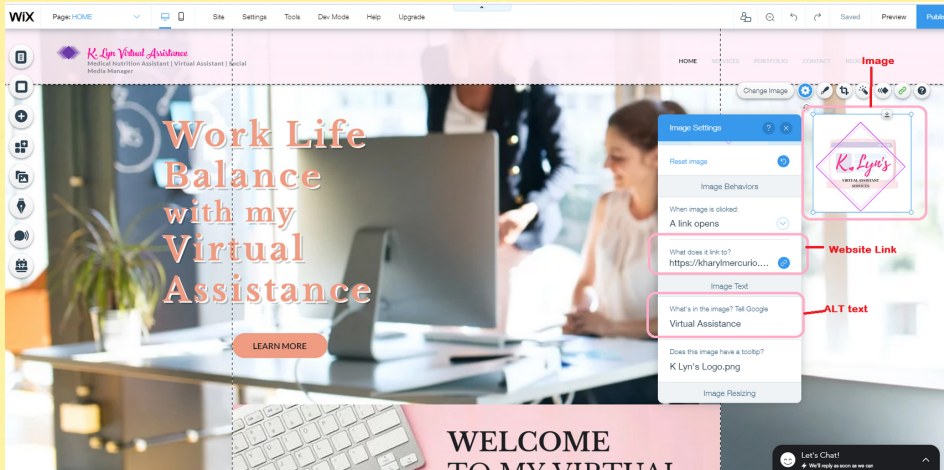 WiX
Page: HOME
Site
Settings
Tools
Dev Mode
Help
Upgrade
Saved
Preview
Publi
K. Lyn Virtual Assistance
Medical Nutrition Assistant | Virtual Assistant | Social
Media Manager
HOME
SERVICES
PORTFOLIO
CONTACT
Image
Change Image
Work Life
Balance
with my
Virtual
Assistance
LEARN MORE
Image Settings
?
Reset image
Image Behaviors
When image is clicked:
A link opens
What does it link to?
https://kharylmercurio....
Image Text
What's in the image? Tell Google
Virtual Assistance
Does this image have a tooltip?
K Lyn's Logo.png
Image Resizing
K. Lyn's
VIRTUAL ASSISTANT
SERVICES
Website Link
ALT text
WELCOME
TO MY VIRTUAL
Let's Chat!
We'll reply as soon as we can